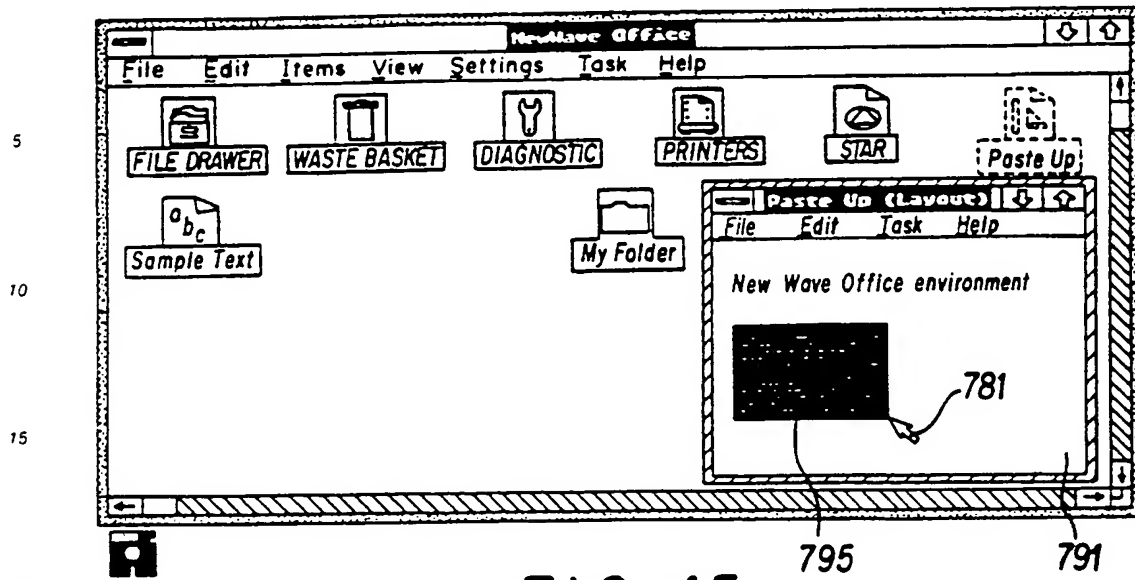 NewWave Office
File Edit Items View Settings Task Help
5
FILE DRAWER WASTE BASKET DIAGNOSTIC PRINTERS STAR Paste Up
Paste Up (Layout)
File Edit Task Help
abc
Sample Text My Folder
10
New Wave Office environment
781
15
795 791